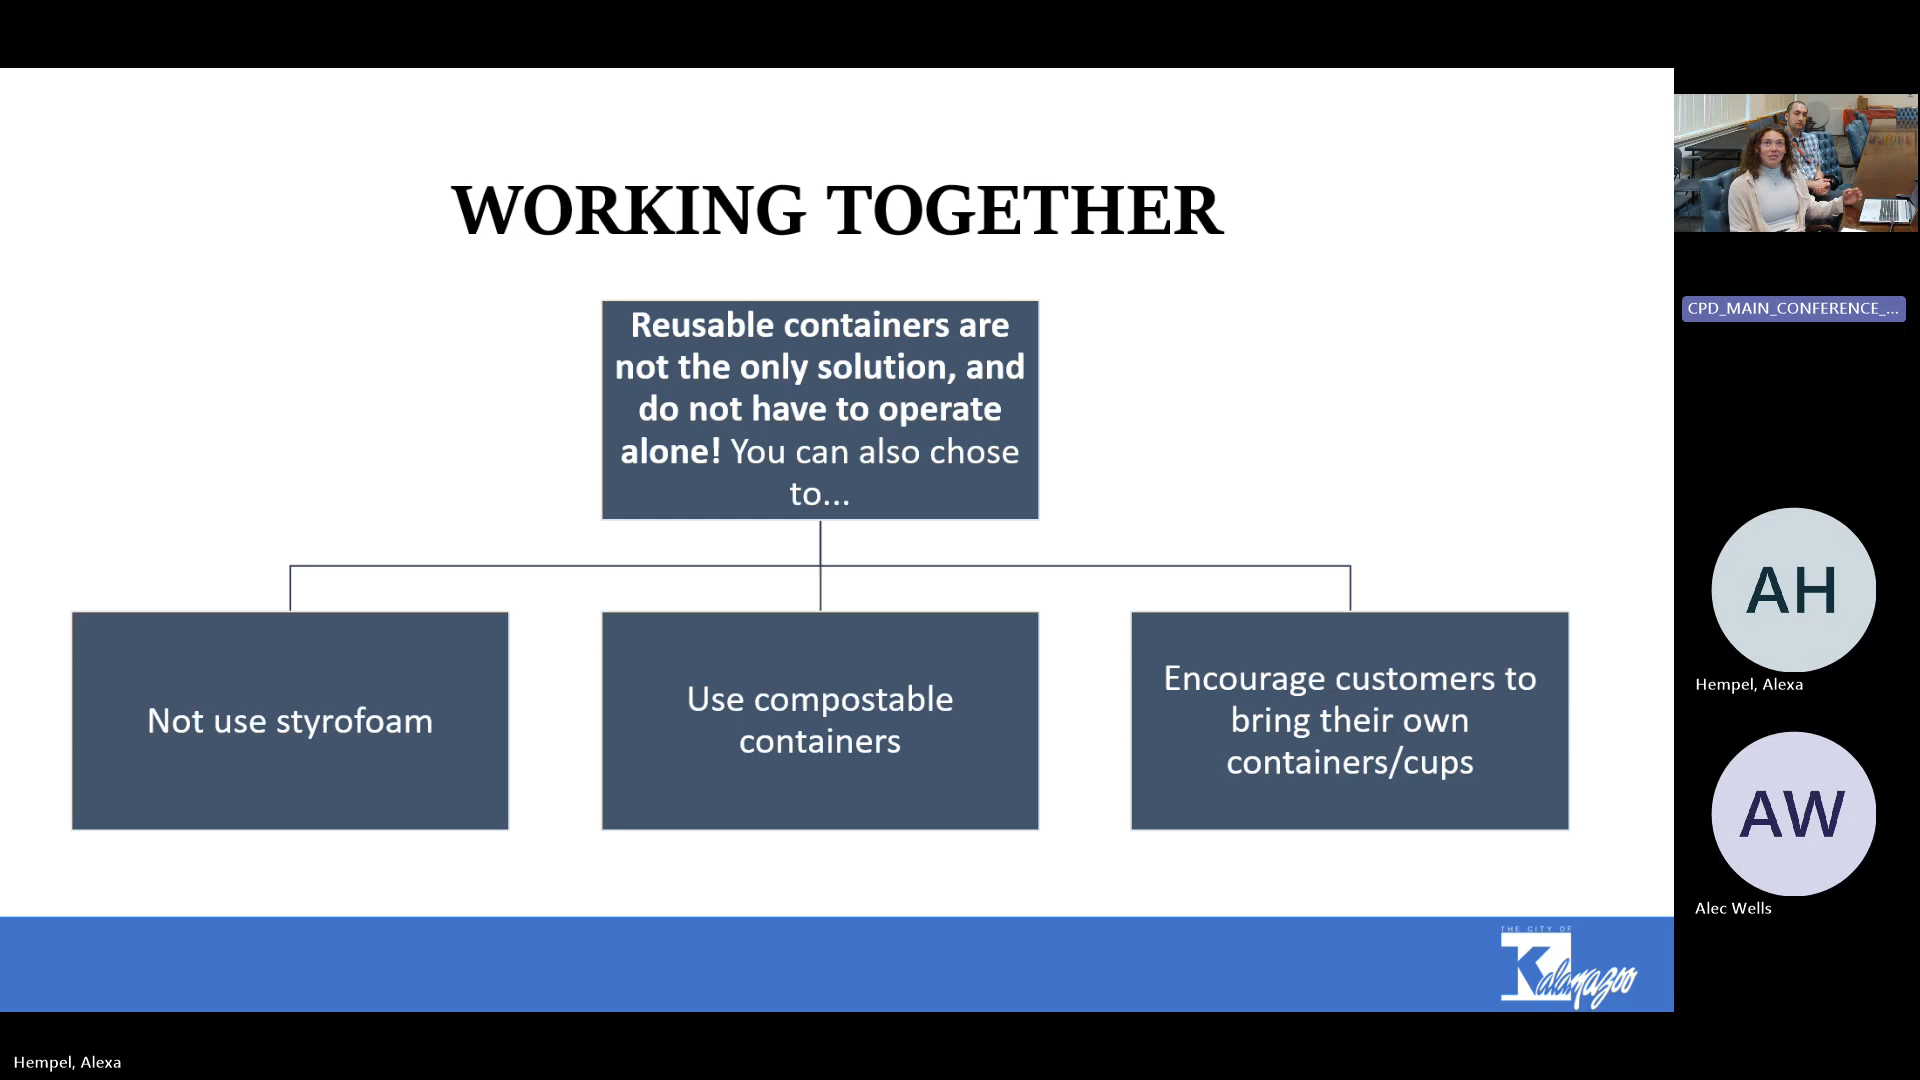 WORKING TOGETHER
Reusable containers are
not the only solution, and
do not have to operate
alone! You can also chose
to...
Not use styrofoam
Use compostable
containers
Encourage customers to
bring their own
containers/cups
THE CITY OF
Kalamazoo
CPD_MAIN_CONFERENCE_...
AH
Hempel, Alexa
AW
Alec Wells
Hempel, Alexa